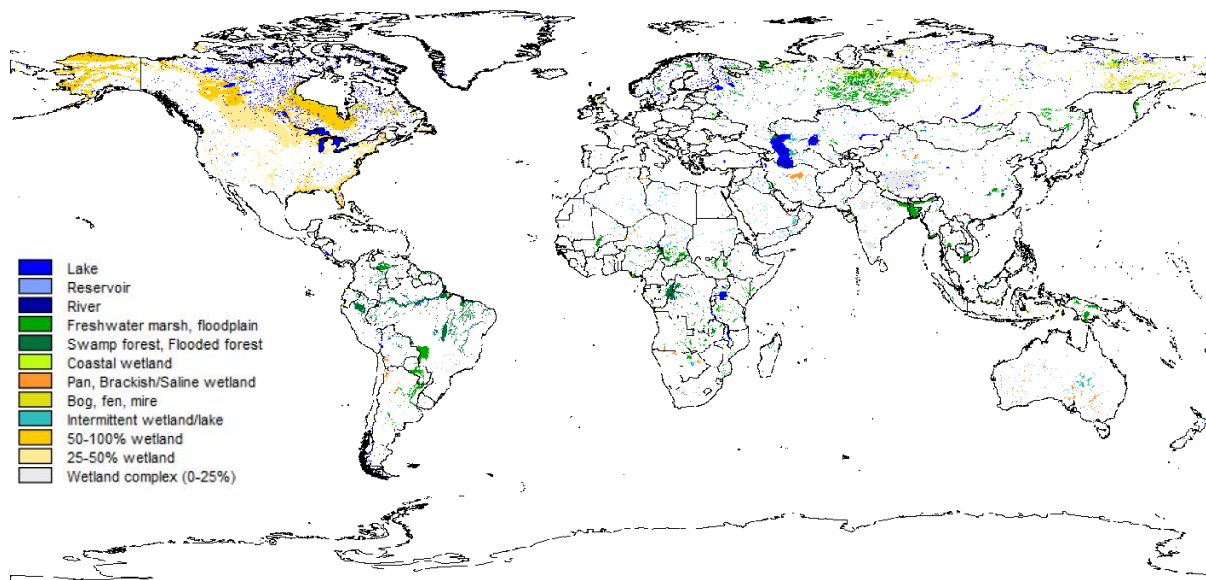 Lake
Reservoir
River
Freshwater marsh, floodplain
Swamp forest, Flooded forest
Coastal wetland
Pan, Brackish/Saline wetland
Bog, fen, mire
Intermittent wetland/lake
50-100% wetland
25-50% wetland
Wetland complex (0-25%)